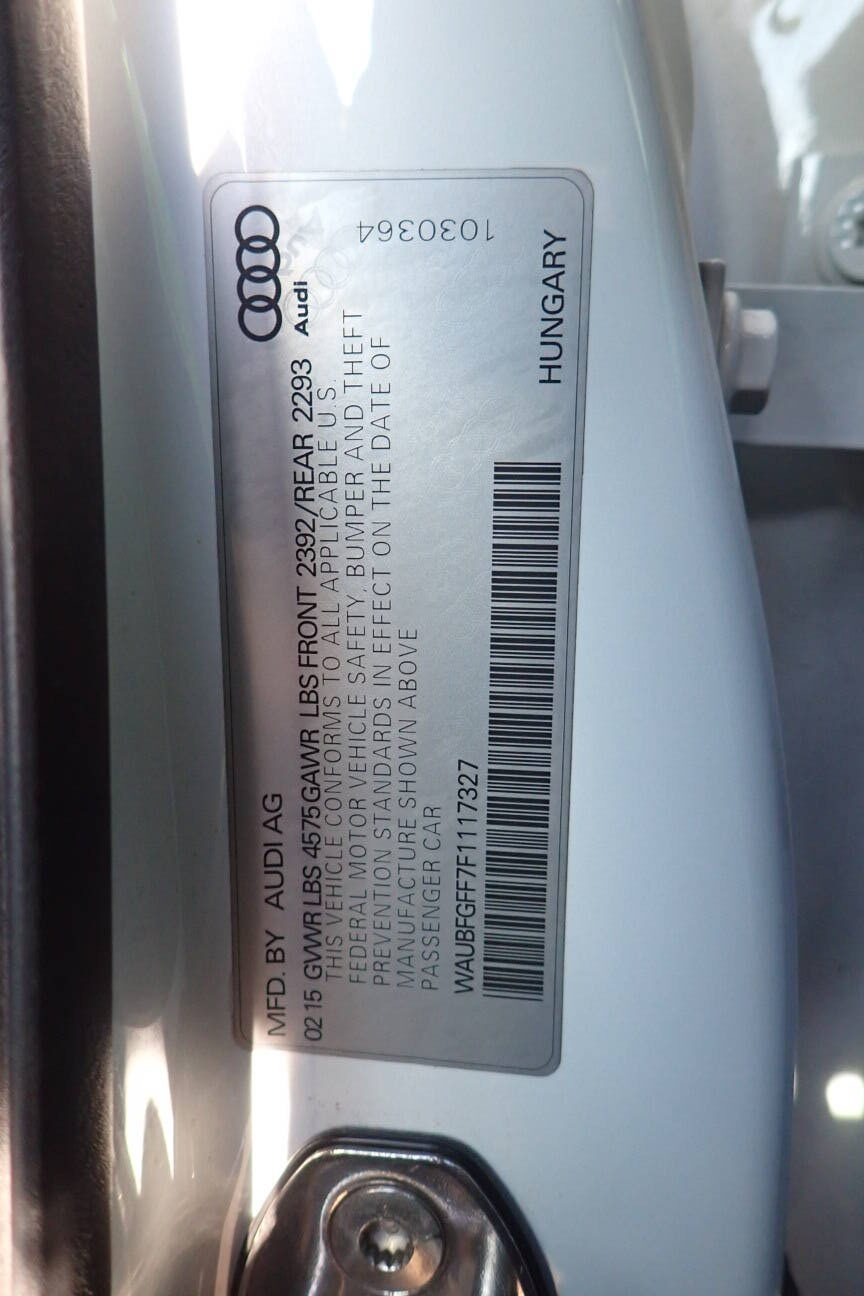 MFD. BY AUDI AG
Audi
02 15 GVWR LBS 4575 GAWR LBS FRONT 2392/REAR 2293
THIS VEHICLE CONFORMS TO ALL APPLICABLE U.S.
FEDERAL MOTOR VEHICLE SAFETY, BUMPER AND THEFT
PREVENTION STANDARDS IN EFFECT ON THE DATE OF
MANUFACTURE SHOWN ABOVE
PASSENGER CAR
WAUBFGFF7F1117327
HUNGARY
1030364